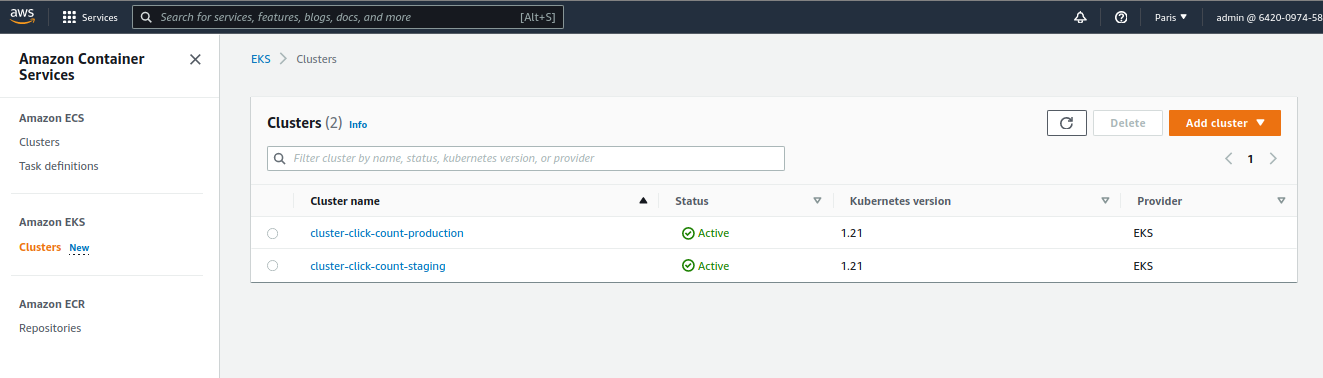 aws
Services
Search for services, features, blogs, docs, and more [Alt+S]
Paris
admin @ 6420-0974-58
Amazon Container
Services
Amazon ECS
Clusters
Task definitions
Amazon EKS
Clusters New
Amazon ECR
Repositories
EKS Clusters
Clusters (2) Info
Delete
Add cluster
Filter cluster by name, status, kubernetes version, or provider
1
Cluster name Status Kubernetes version Provider
cluster-click-count-production Active 1.21 EKS
cluster-click-count-staging Active 1.21 EKS